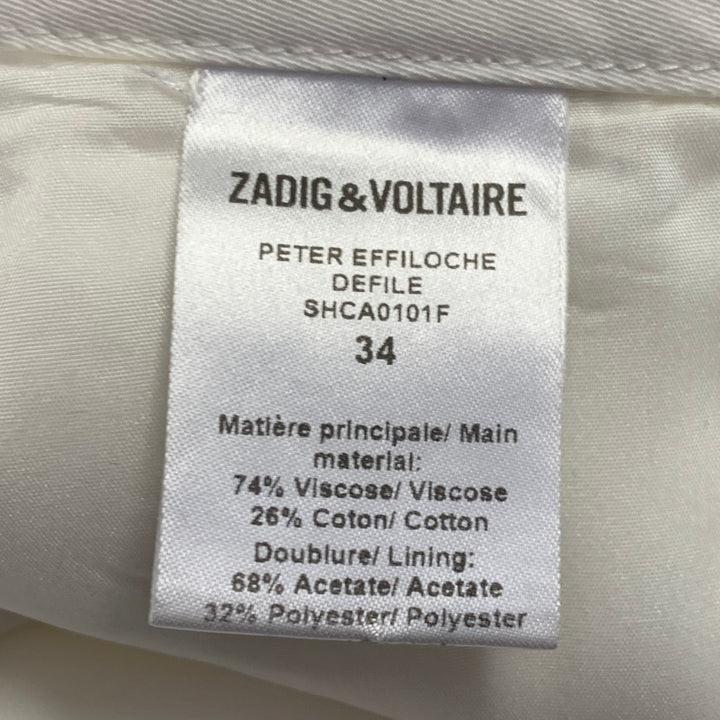 ZADIG&VOLTAIRE
PETER EFFILOCHE
DEFILE
SHCA0101F
34
Matière principale/ Main
material:
74% Viscose/ Viscose
26% Coton/ Cotton
Doublure/ Lining:
68% Acetate/ Acetate
32% Polyester/ Polyester